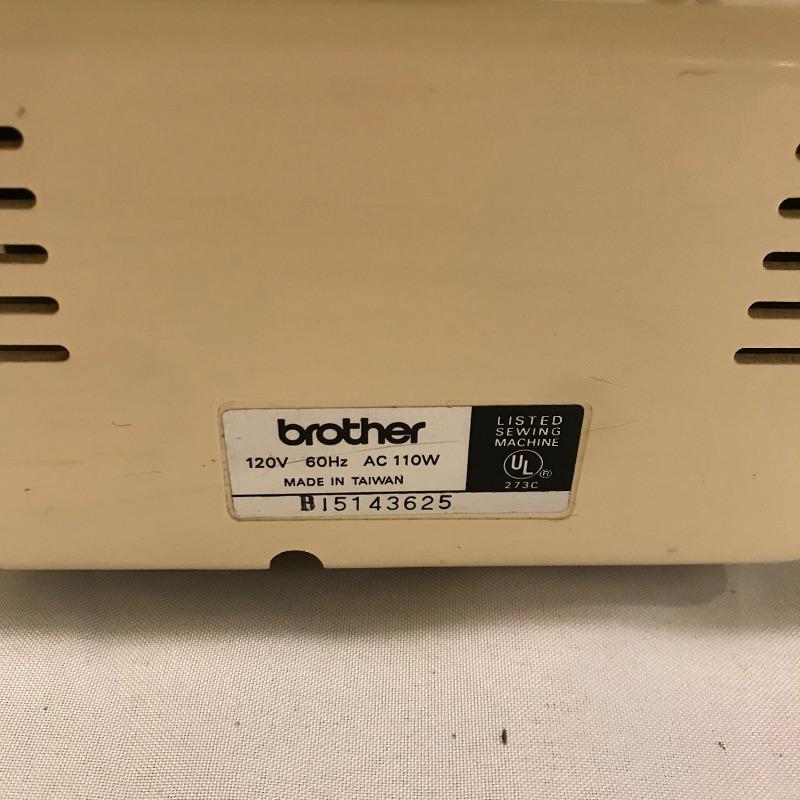 brother
120V 60Hz AC 110W
MADE IN TAIWAN
B15143625
LISTED
SEWING
MACHINE
UL
273C